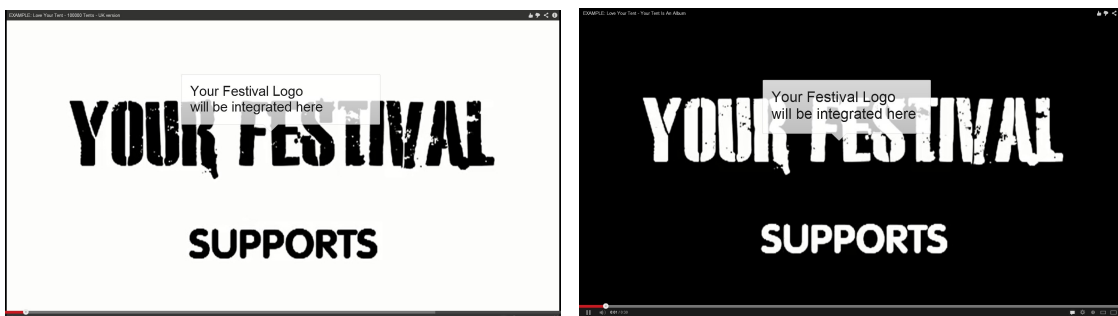 EXAMPLE: Love Your Tent - 100000 Tents - UK version
Your Festival Logo
will be integrated here
YOUR FESTIVAL
SUPPORTS
EXAMPLE: Love Your Tent - Your Tent Is An Album
Your Festival Logo
will be integrated here
YOUR FESTIVAL
SUPPORTS